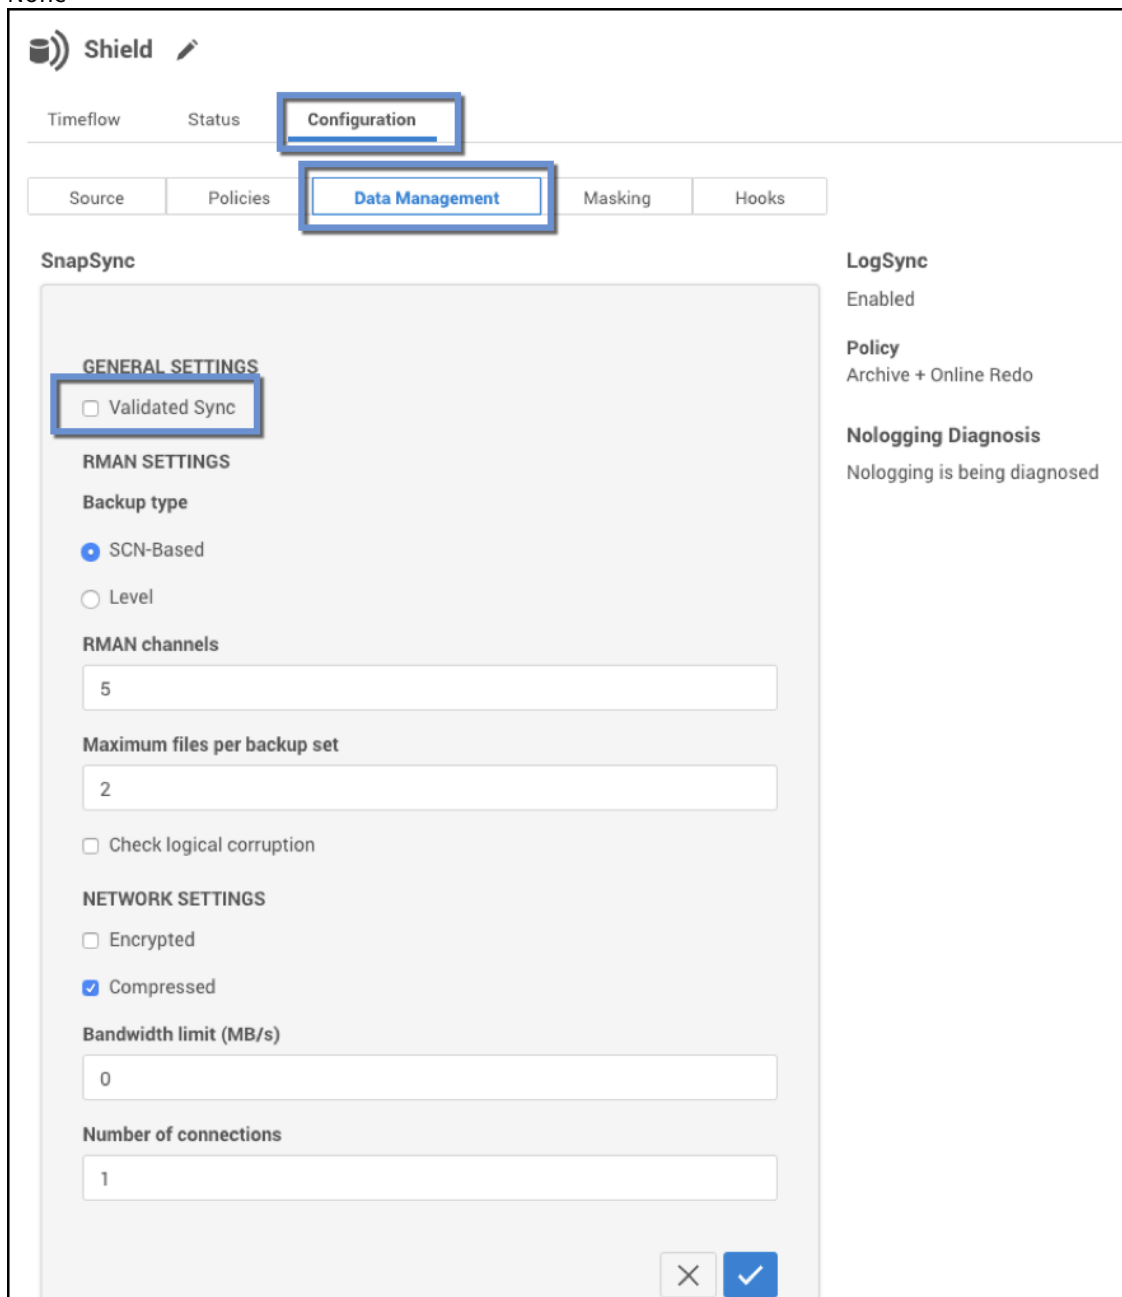 None
Shield
Timeflow Status Configuration
Source Policies Data Management Masking Hooks
SnapSync
GENERAL SETTINGS
Validated Sync
RMAN SETTINGS
Backup type
SCN-Based
Level
RMAN channels
5
Maximum files per backup set
2
Check logical corruption
NETWORK SETTINGS
Encrypted
Compressed
Bandwidth limit (MB/s)
0
Number of connections
1
LogSync
Enabled
Policy
Archive + Online Redo
Nologging Diagnosis
Nologging is being diagnosed